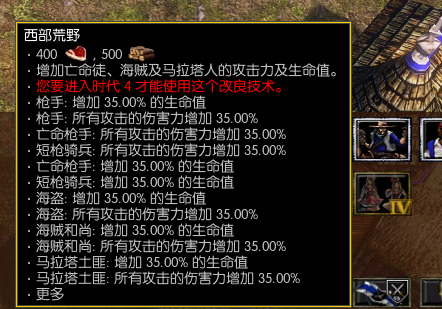 西部荒野
· 400 , 500
· 增加亡命徒、海贼及马拉塔人的攻击力及生命值。
· 您要进入时代 4 才能使用这个改良技术。
· 枪手: 增加 35.00% 的生命值
· 枪手: 所有攻击的伤害力增加 35.00%
· 亡命枪手: 所有攻击的伤害力增加 35.00%
· 短枪骑兵: 所有攻击的伤害力增加 35.00%
· 亡命枪手: 增加 35.00% 的生命值
· 短枪骑兵: 增加 35.00% 的生命值
· 海盗: 增加 35.00% 的生命值
· 海盗: 所有攻击的伤害力增加 35.00%
· 海贼和尚: 增加 35.00% 的生命值
· 海贼和尚: 所有攻击的伤害力增加 35.00%
· 马拉塔土匪: 增加 35.00% 的生命值
· 马拉塔土匪: 所有攻击的伤害力增加 35.00%
· 更多
IV